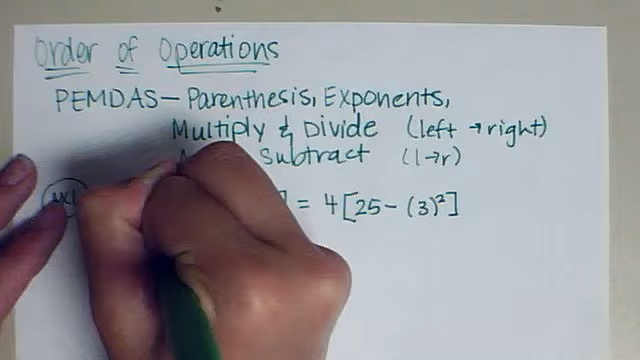 Order of Operations
PEMDAS - Parenthesis, Exponents,
Multiply & Divide (left → right)
Subtract (l→r)
] = 4[25 - (3)²]